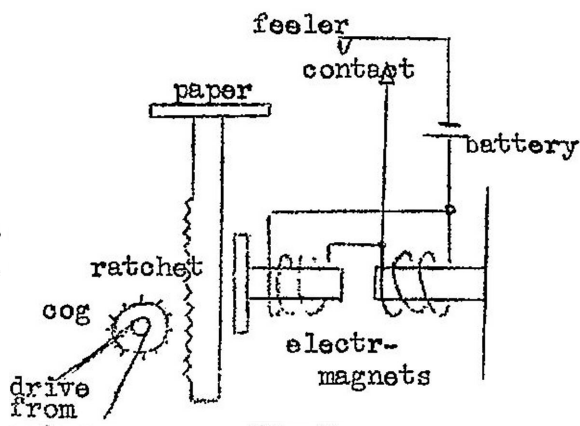 feeler
contact
paper
battery
ratchet
cog
electr-
magnets
drive
from